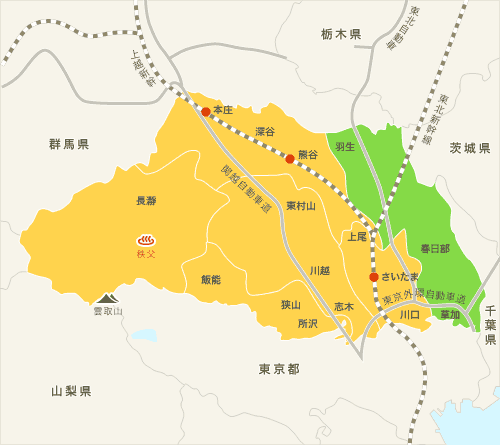 栃木県
東北自動車
上越新幹
東北新幹線
本庄
深谷
羽生
群馬県
熊谷
茨城県
関越自動車道
長瀞
東村山
上尾
春日部
秩父
川越
飯能
さいたま
雲取山
狭山
志木
東京外環自動車道
川口
草加
所沢
千葉県
東京都
山梨県